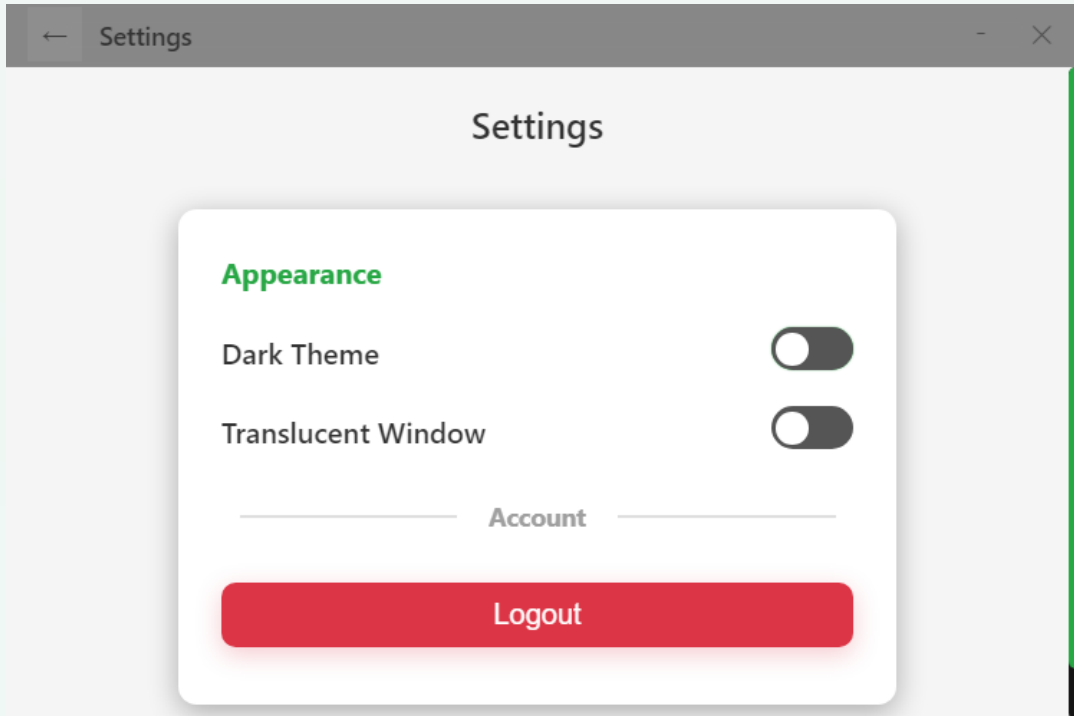 ← Settings
Settings
Appearance
Dark Theme
Translucent Window
Account
Logout